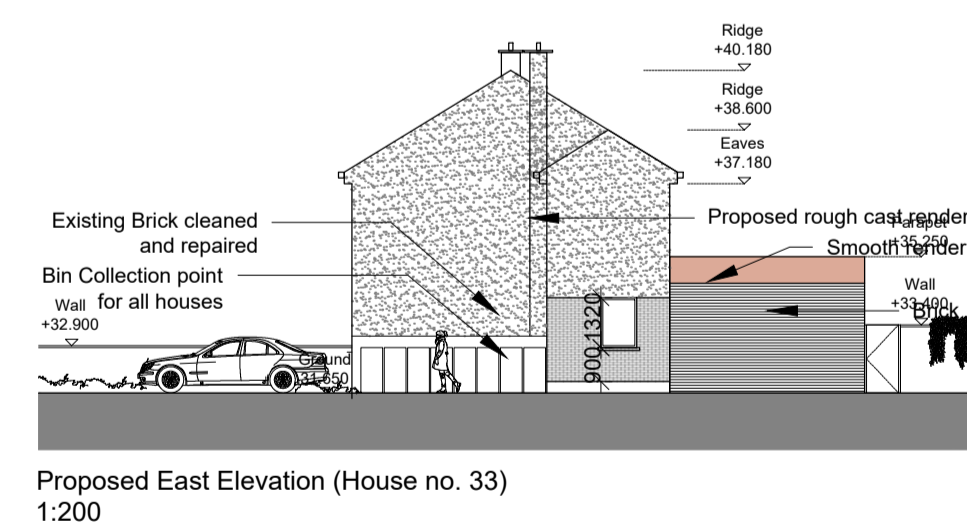 Ridge
+40.180
Ridge
+38.600
Eaves
+37.180
Existing Brick cleaned
and repaired
Proposed rough cast render
Parapet
+35.250
Smooth render
Bin Collection point
for all houses
Wall
+32.900
Wall
+33.400
Brick
1320
900
Ground
31.650
Proposed East Elevation (House no. 33)
1:200